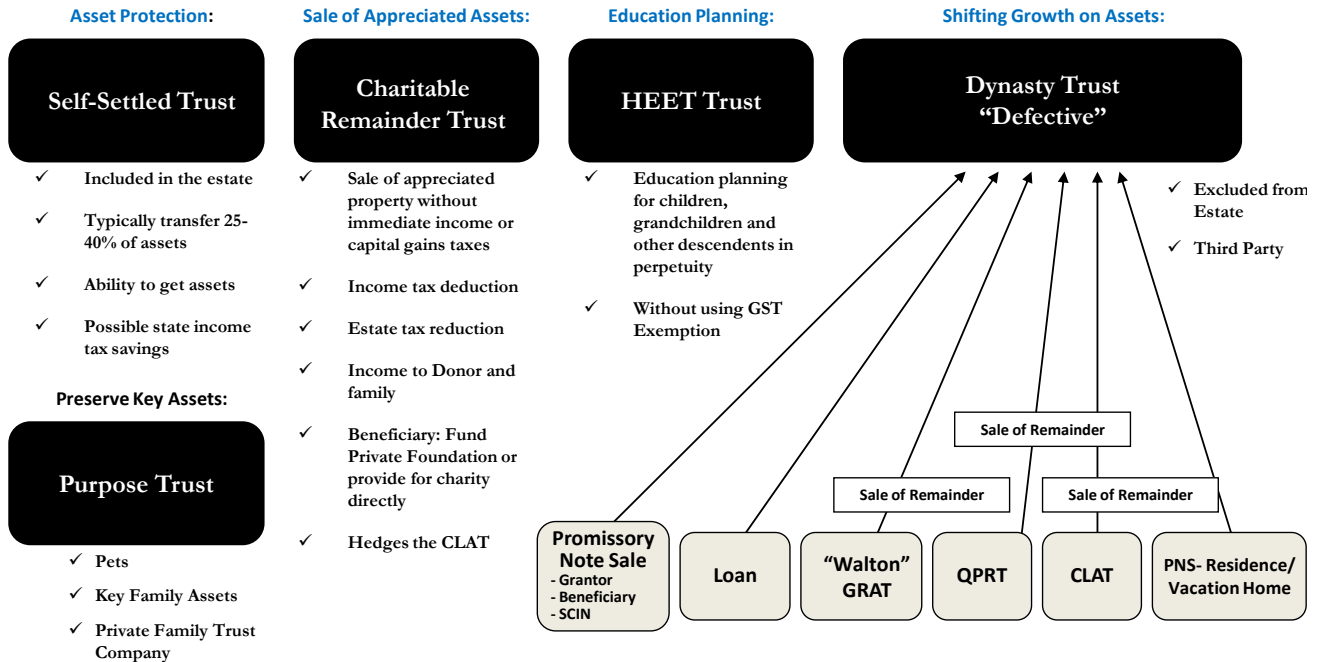 Asset Protection:
Self-Settled Trust
✓ Included in the estate
✓ Typically transfer 25-
40% of assets
✓ Ability to get assets
✓ Possible state income
tax savings
Preserve Key Assets:
Purpose Trust
✓ Pets
✓ Key Family Assets
✓ Private Family Trust
Company
Sale of Appreciated Assets:
Charitable
Remainder Trust
✓ Sale of appreciated
property without
immediate income or
capital gains taxes
✓ Income tax deduction
✓ Estate tax reduction
✓ Income to Donor and
family
✓ Beneficiary: Fund
Private Foundation or
provide for charity
directly
✓ Hedges the CLAT
Education Planning:
HEET Trust
✓ Education planning
for children,
grandchildren and
other descendents in
perpetuity
✓ Without using GST
Exemption
Shifting Growth on Assets:
Dynasty Trust
“Defective”
✓ Excluded from
Estate
✓ Third Party
Sale of Remainder
Sale of Remainder
Sale of Remainder
Promissory
Note Sale
- Grantor
- Beneficiary
- SCIN
Loan
“Walton”
GRAT
QPRT
CLAT
PNS- Residence/
Vacation Home